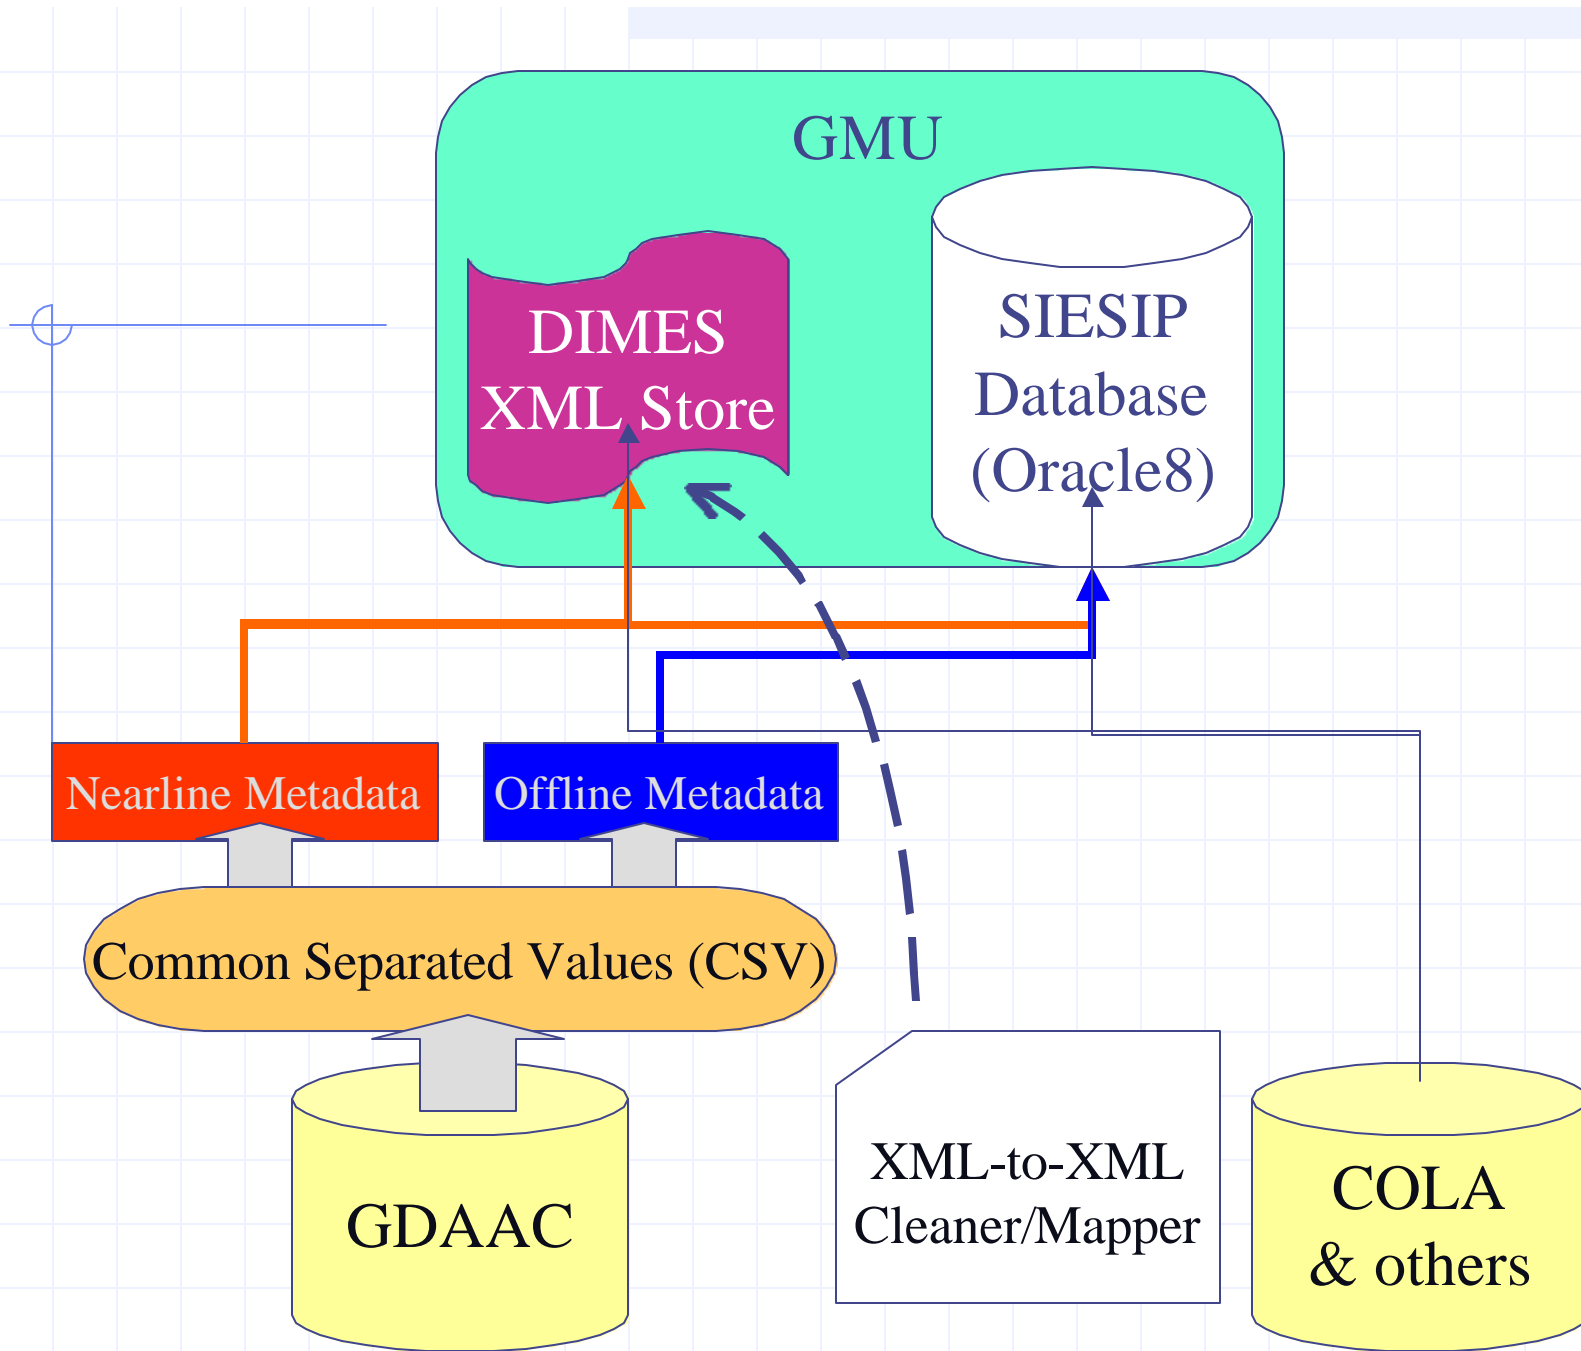 GMU
DIMES
XML Store
SIESIP
Database
(Oracle8)
Nearline Metadata
Offline Metadata
Common Separated Values (CSV)
GDAAC
XML-to-XML
Cleaner/Mapper
COLA
& others